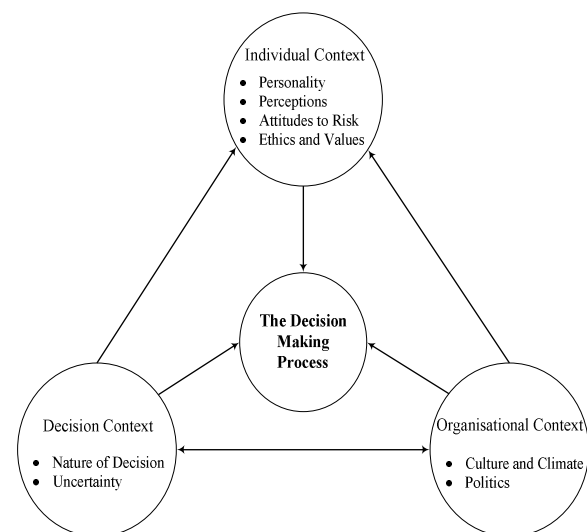 Individual Context
• Personality
• Perceptions
• Attitudes to Risk
• Ethics and Values
The Decision
Making
Process
Decision Context
• Nature of Decision
• Uncertainty
Organisational Context
• Culture and Climate
• Politics